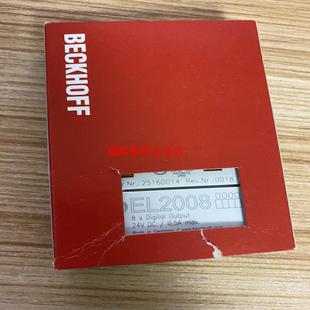 BECKHOFF
Nr. 25160014 Rev.Nr. 0018
EL2008
8 x Digital Output
24V DC / 0,5A max.